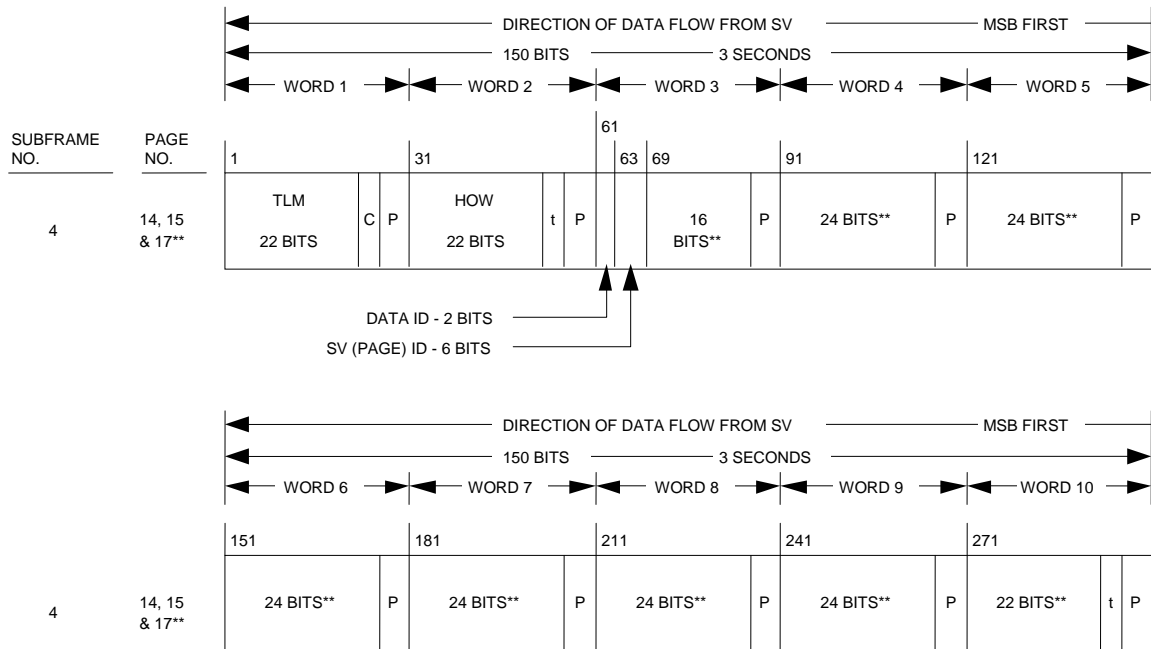 DIRECTION OF DATA FLOW FROM SV MSB FIRST
150 BITS 3 SECONDS
WORD 1 WORD 2 WORD 3 WORD 4 WORD 5
SUBFRAME NO. PAGE NO.
1 31 61 63 69 91 121
4 14, 15 & 17** TLM 22 BITS C P HOW 22 BITS t P 16 BITS** P 24 BITS** P 24 BITS** P
DATA ID - 2 BITS
SV (PAGE) ID - 6 BITS
DIRECTION OF DATA FLOW FROM SV MSB FIRST
150 BITS 3 SECONDS
WORD 6 WORD 7 WORD 8 WORD 9 WORD 10
151 181 211 241 271
4 14, 15 & 17** 24 BITS** P 24 BITS** P 24 BITS** P 24 BITS** P 22 BITS** t P